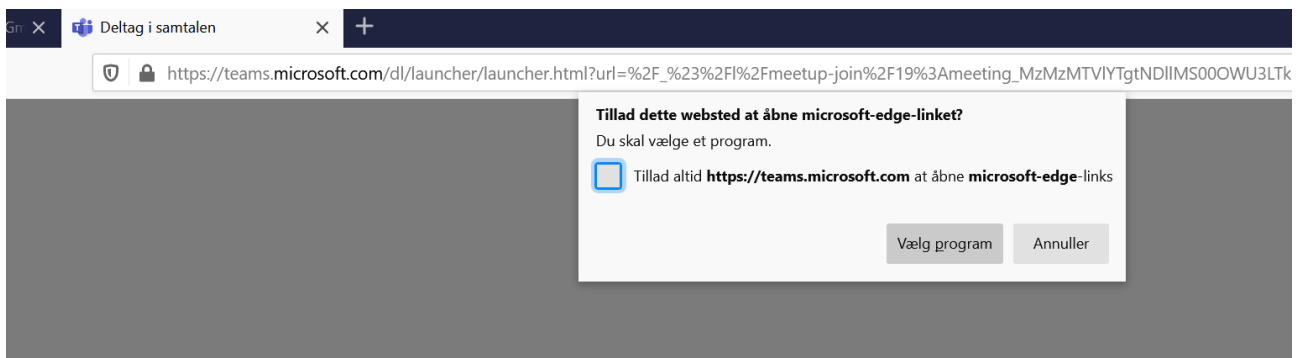 Gm
Deltag i samtalen
https://teams.microsoft.com/dl/launcher/launcher.html?url=%2F_%23%2Fl%2Fmeetup-join%2F19%3Ameeting_MzMzMTVlYTgtNDllMS00OWU3LTk
Tillad dette websted at åbne microsoft-edge-linket?
Du skal vælge et program.
Tillad altid https://teams.microsoft.com at åbne microsoft-edge-links
Vælg program Annuller